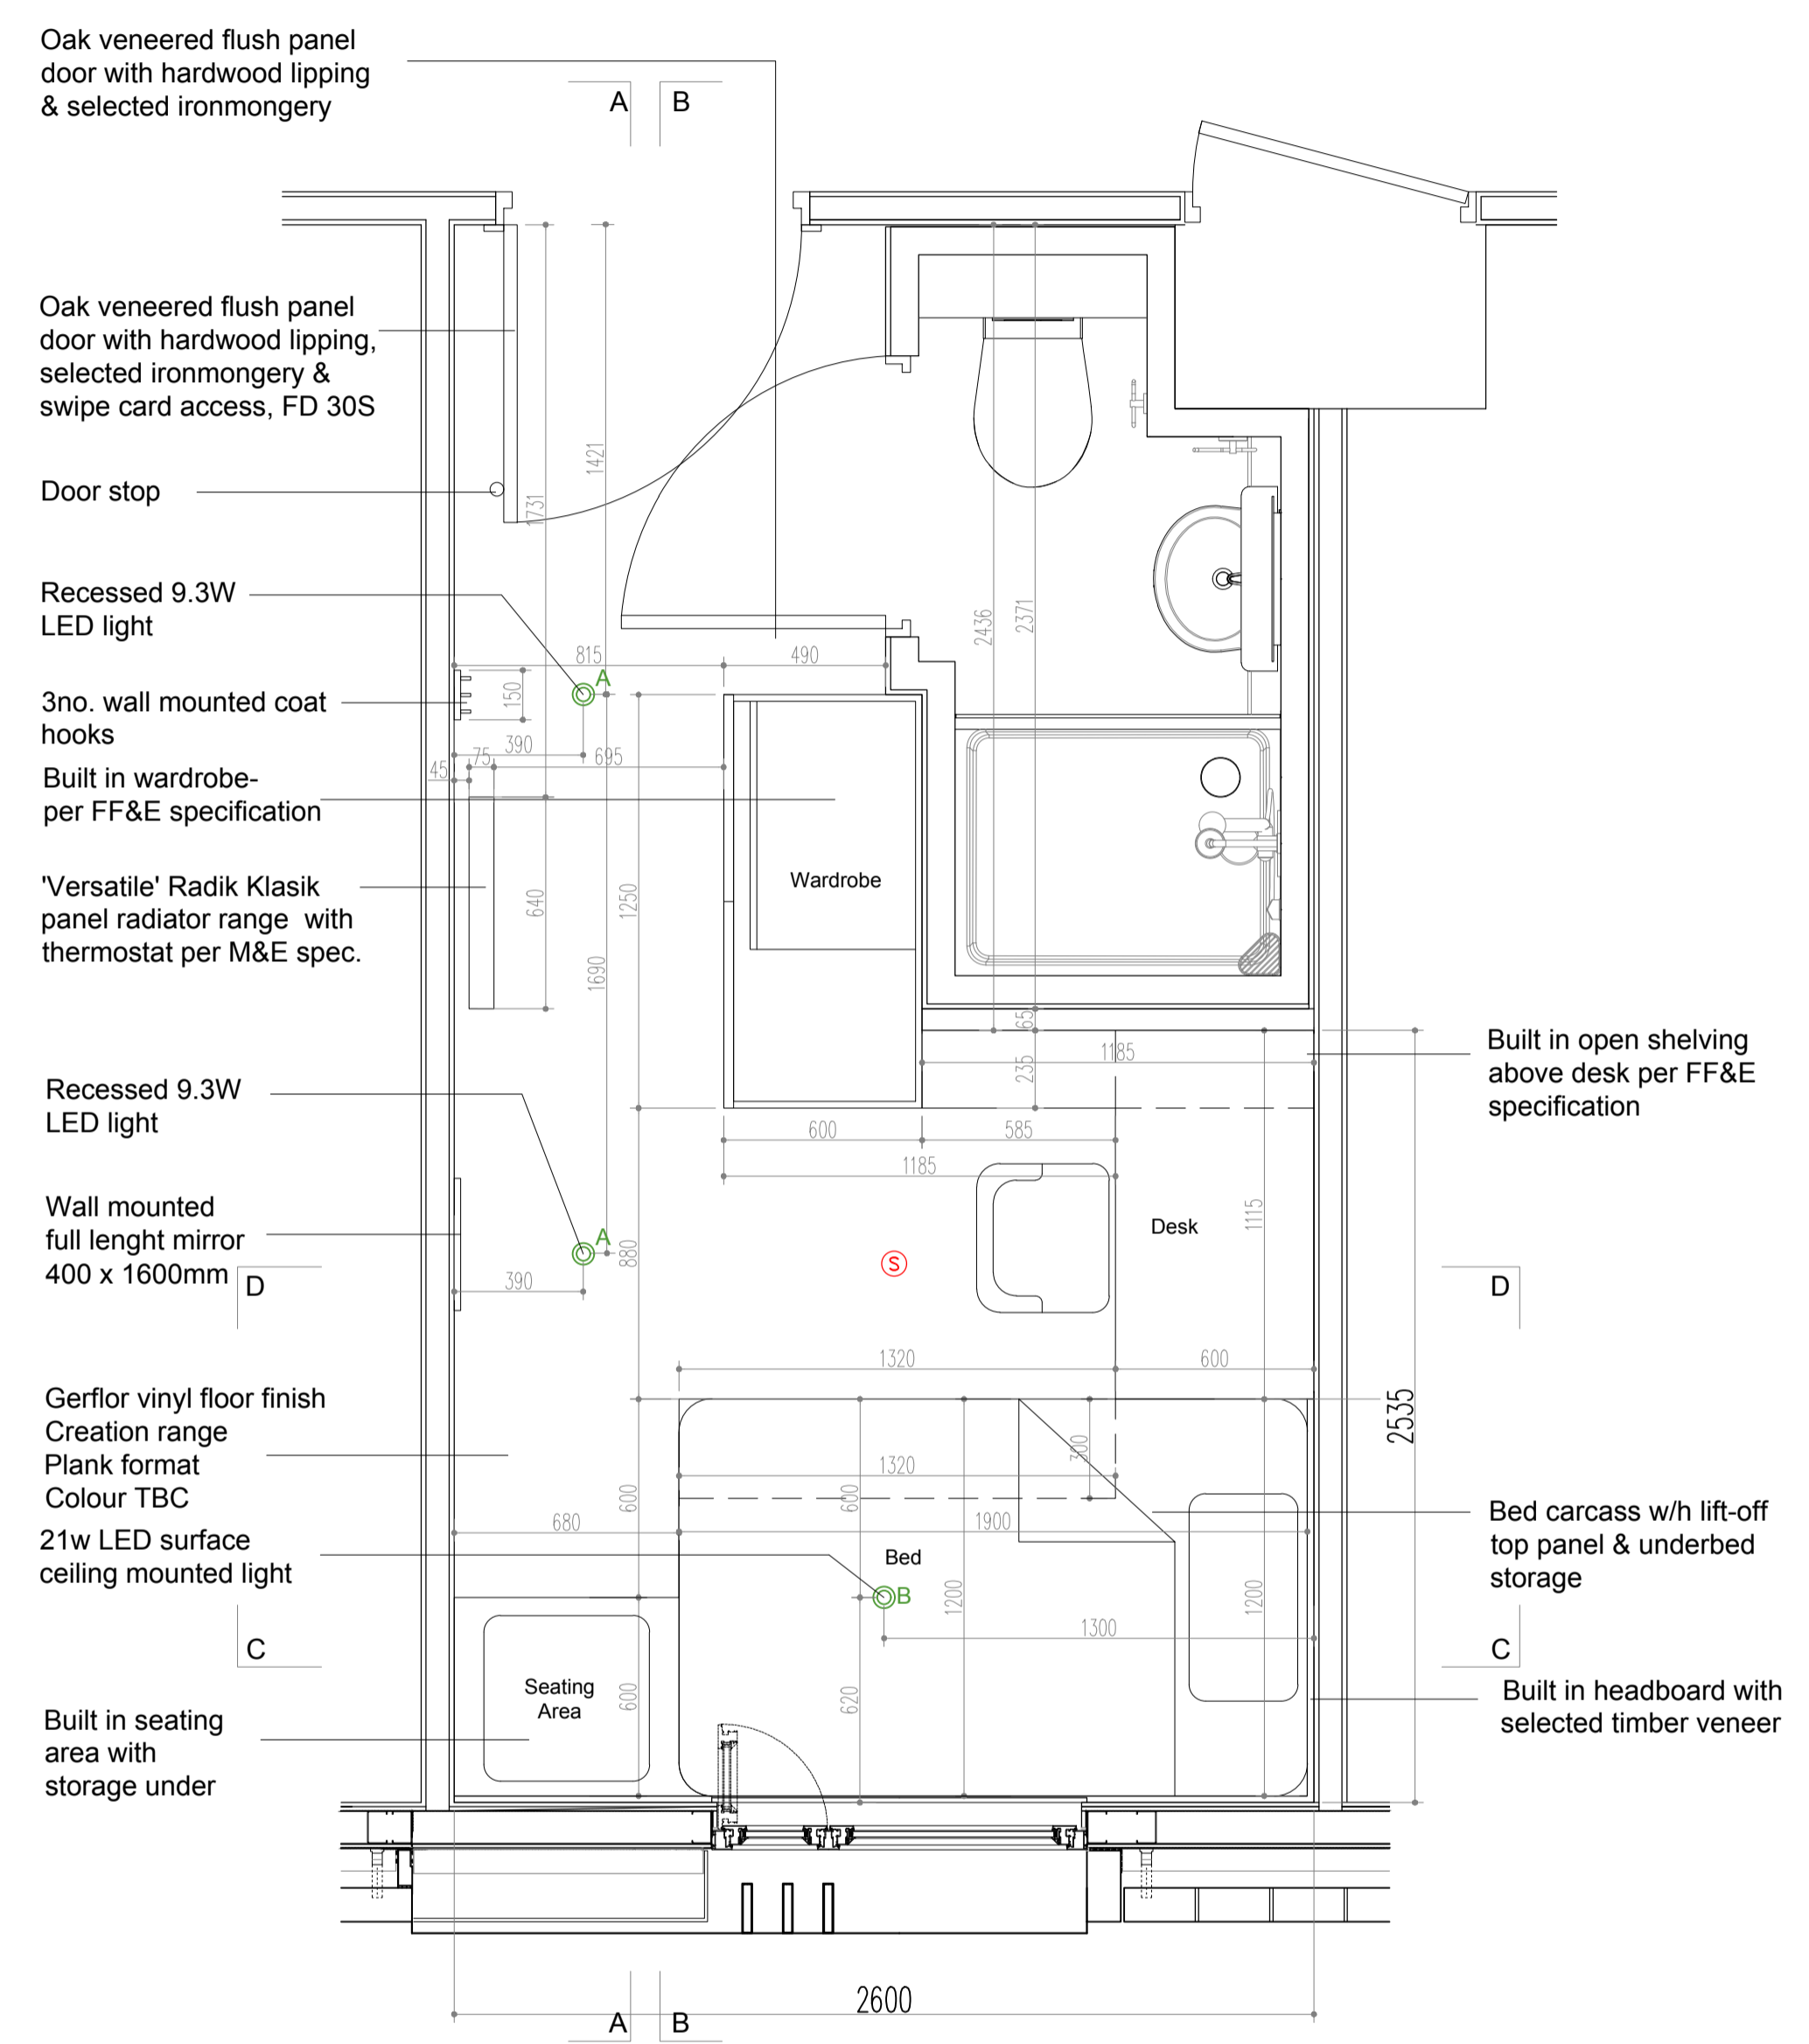 Oak veneered flush panel
door with hardwood lipping
& selected ironmongery
A
B
Oak veneered flush panel
door with hardwood lipping,
selected ironmongery &
swipe card access, FD 30S
1421
1731
Door stop
Recessed 9.3W
LED light
2436
2371
815
490
A
150
3no. wall mounted coat
hooks
390
75
695
45
Built in wardrobe-
per FF&E specification
'Versatile' Radik Klasik
panel radiator range with
thermostat per M&E spec.
640
1250
Wardrobe
1690
65
1185
235
Built in open shelving
above desk per FF&E
specification
Recessed 9.3W
LED light
600
585
1185
Wall mounted
full lenght mirror
400 x 1600mm
A
880
390
S
Desk
1115
D
D
1320
600
2535
Gerflor vinyl floor finish
Creation range
Plank format
Colour TBC
300
1320
600
600
680
1900
21w LED surface
ceiling mounted light
Bed
B
1200
1200
1300
Bed carcass w/h lift-off
top panel & underbed
storage
C
C
Seating
Area
600
620
Built in seating
area with
storage under
Built in headboard with
selected timber veneer
2600
A
B